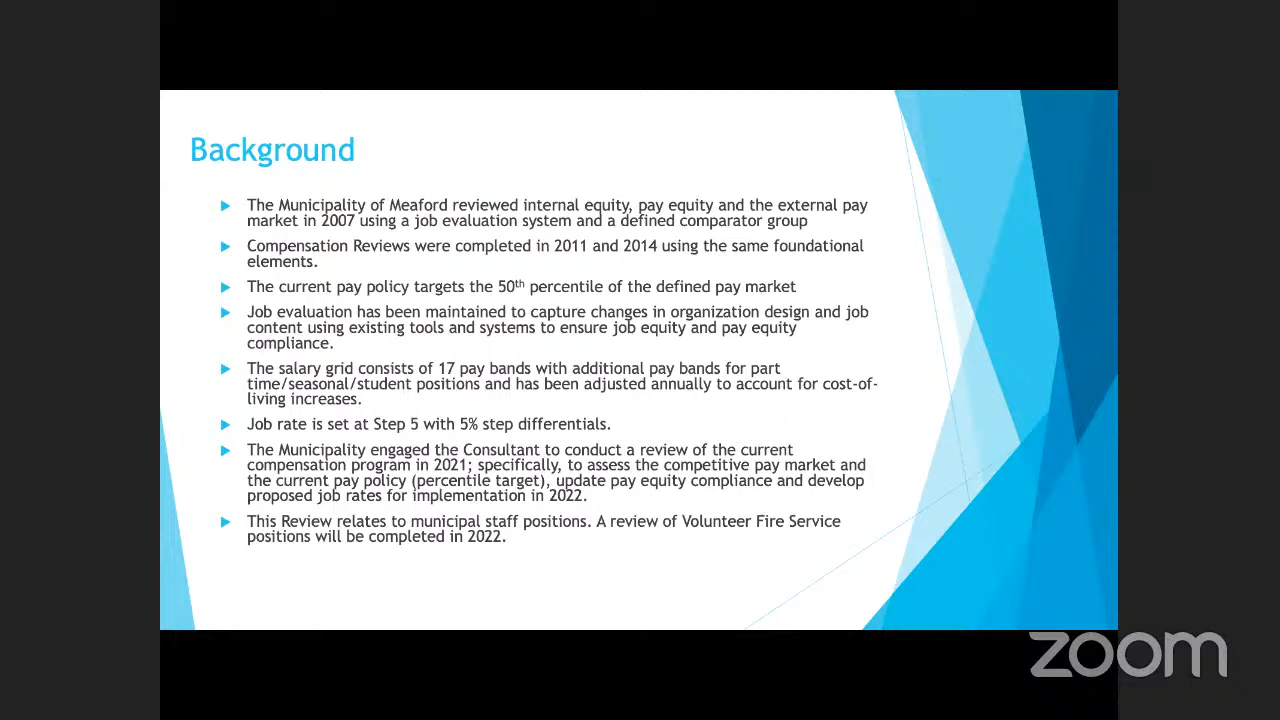 Background
The Municipality of Meaford reviewed internal equity, pay equity and the external pay
market in 2007 using a job evaluation system and a defined comparator group
Compensation Reviews were completed in 2011 and 2014 using the same foundational
elements.
The current pay policy targets the 50th percentile of the defined pay market
Job evaluation has been maintained to capture changes in organization design and job
content using existing tools and systems to ensure job equity and pay equity
compliance.
The salary grid consists of 17 pay bands with additional pay bands for part
time/seasonal/student positions and has been adjusted annually to account for cost-of-
living increases.
Job rate is set at Step 5 with 5% step differentials.
The Municipality engaged the Consultant to conduct a review of the current
compensation program in 2021; specifically, to assess the competitive pay market and
the current pay policy (percentile target), update pay equity compliance and develop
proposed job rates for implementation in 2022.
This Review relates to municipal staff positions. A review of Volunteer Fire Service
positions will be completed in 2022.
zoom